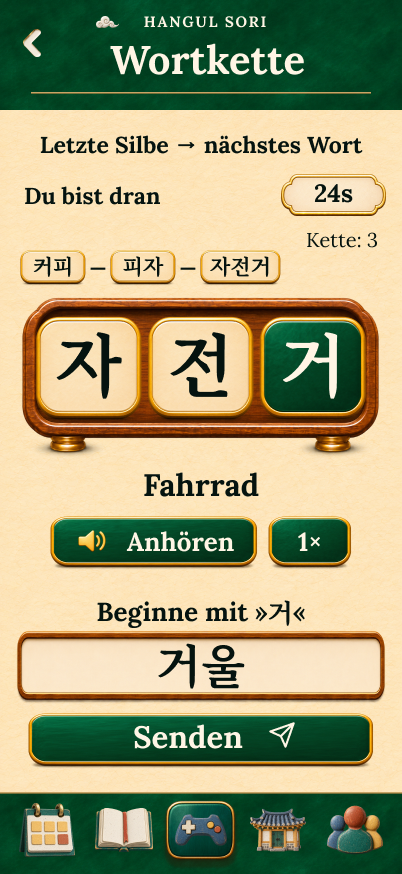 HANGUL SORI
Wortkette
Letzte Silbe → nächstes Wort
Du bist dran 24s
Kette: 3
커피 – 피자 – 자전거
자 전 거
Fahrrad
Anhören 1×
Beginne mit »거«
거울
Senden